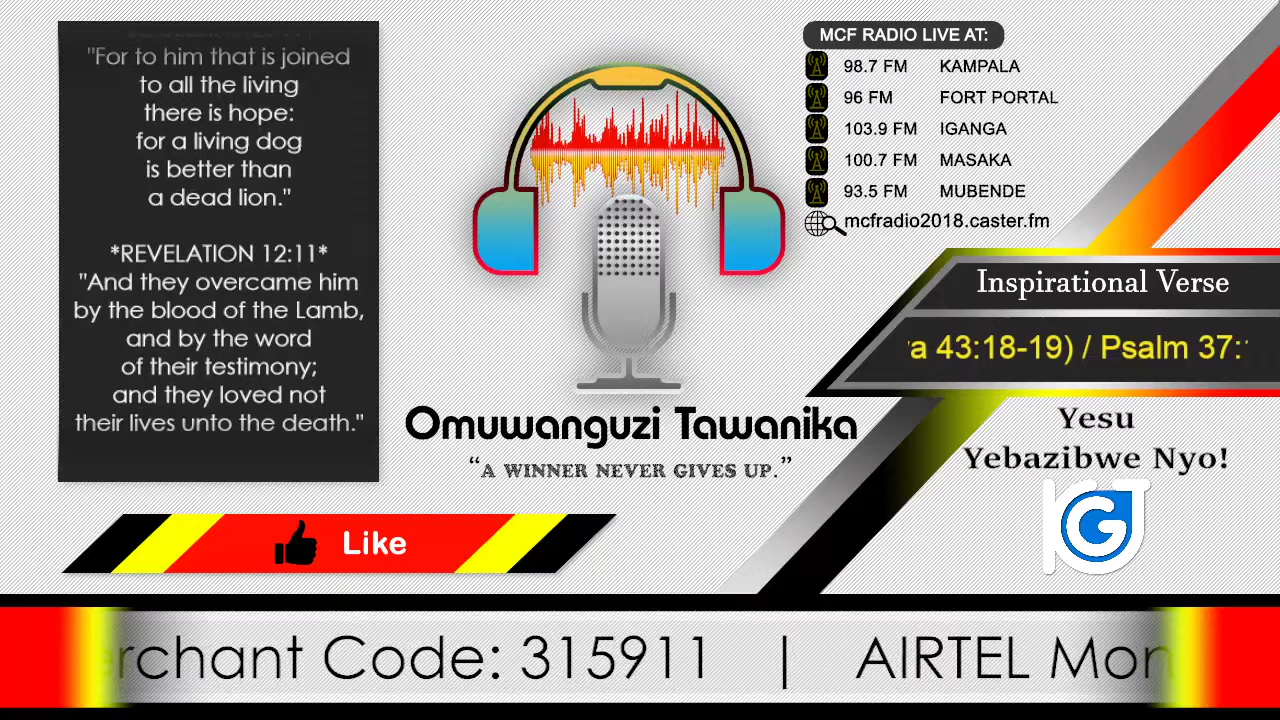 "For to him that is joined
to all the living
there is hope:
for a living dog
is better than
a dead lion."
*REVELATION 12:11*
"And they overcame him
by the blood of the Lamb,
and by the word
of their testimony;
and they loved not
their lives unto the death."
Omuwanguzi Tawanika
“A WINNER NEVER GIVES UP.”
MCF RADIO LIVE AT:
98.7 FM KAMPALA
96 FM FORT PORTAL
103.9 FM IGANGA
100.7 FM MASAKA
93.5 FM MUBENDE
mcfradio2018.caster.fm
Inspirational Verse
a 43:18-19) / Psalm 37:
Yesu
Yebazibwe Nyo!
KGT
Like
erchant Code: 315911 | AIRTEL Mon